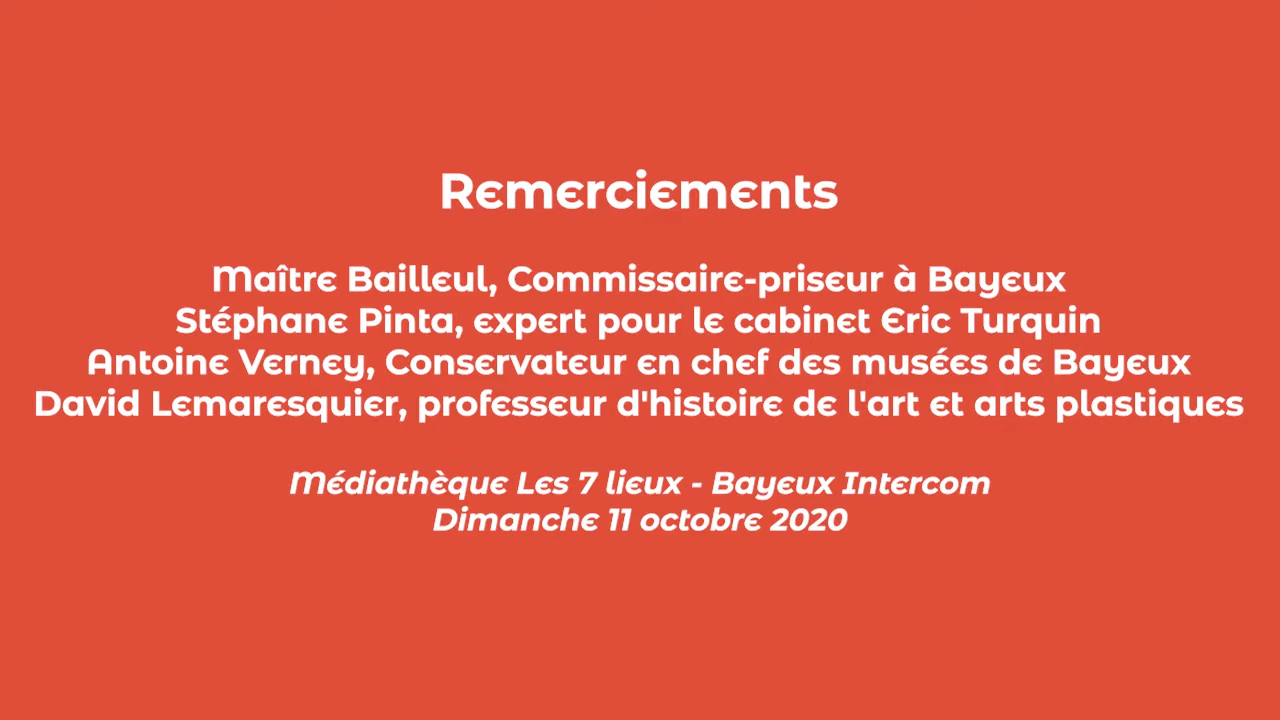 Remerciements
Maître Bailleul, Commissaire-priseur à Bayeux
Stéphane Pinta, expert pour le cabinet Eric Turquin
Antoine Verney, Conservateur en chef des musées de Bayeux
David Lemaresquier, professeur d'histoire de l'art et arts plastiques
Médiathèque Les 7 lieux - Bayeux Intercom
Dimanche 11 octobre 2020